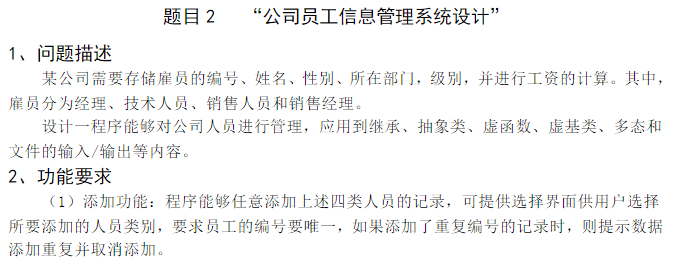 题目2 “公司员工信息管理系统设计”
1、问题描述
某公司需要存储雇员的编号、姓名、性别、所在部门，级别，并进行工资的计算。其中，
雇员分为经理、技术人员、销售人员和销售经理。
设计一程序能够对公司人员进行管理，应用到继承、抽象类、虚函数、虚基类、多态和
文件的输入/输出等内容。
2、功能要求
（1）添加功能：程序能够任意添加上述四类人员的记录，可提供选择界面供用户选择
所要添加的人员类别，要求员工的编号要唯一，如果添加了重复编号的记录时，则提示数据
添加重复并取消添加。